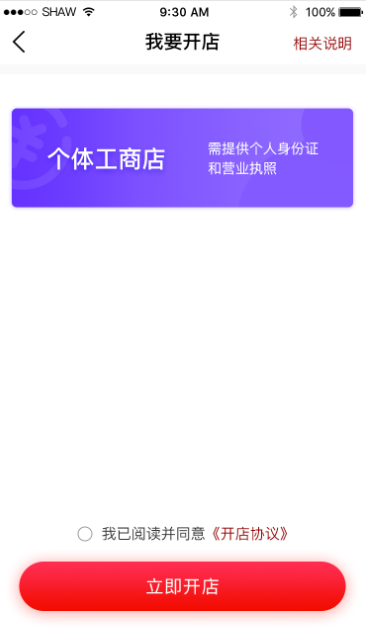 SHAW 9:30 AM 100%
我要开店 相关说明
个体工商店
需提供个人身份证
和营业执照
我已阅读并同意《开店协议》
立即开店